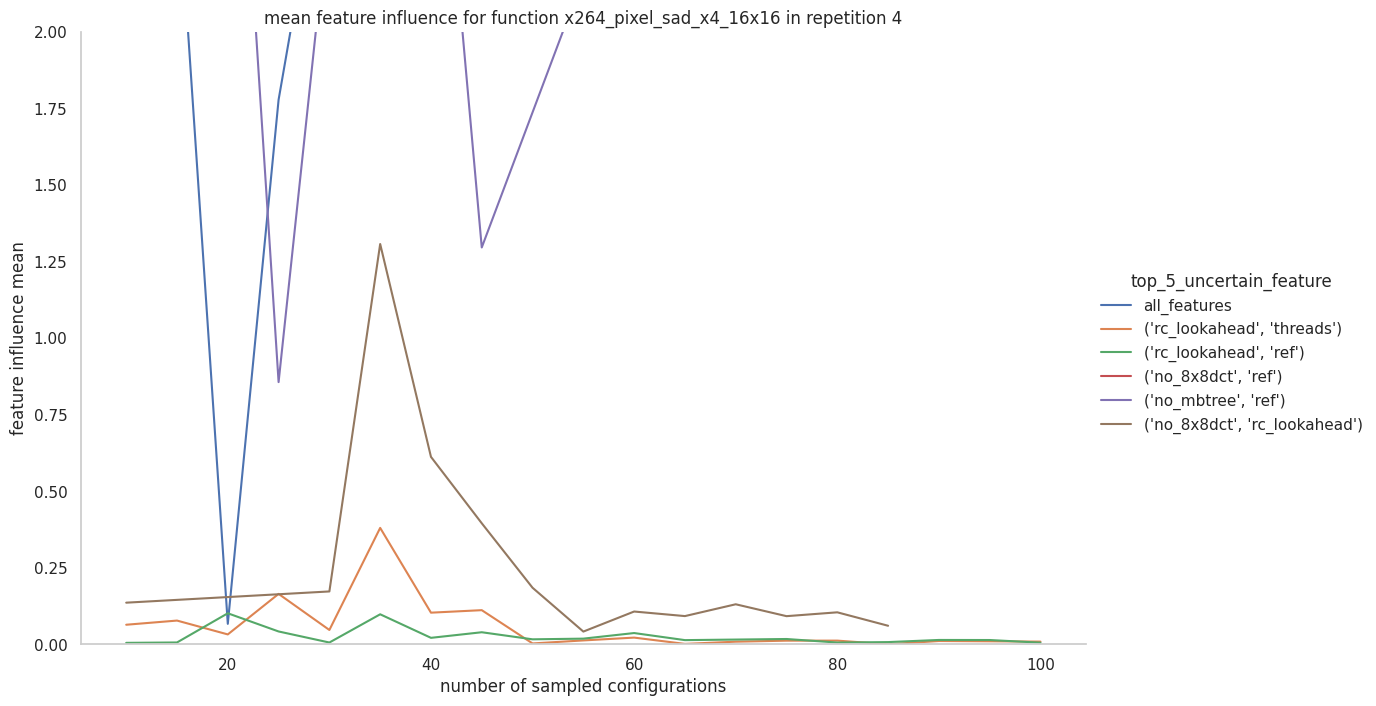 mean feature influence for function x264_pixel_sad_x4_16x16 in repetition 4
2.00
1.75
1.50
1.25
1.00
0.75
0.50
0.25
0.00
feature influence mean
20
40
60
80
100
number of sampled configurations
top_5_uncertain_feature
all_features
('rc_lookahead', 'threads')
('rc_lookahead', 'ref')
('no_8x8dct', 'ref')
('no_mbtree', 'ref')
('no_8x8dct', 'rc_lookahead')